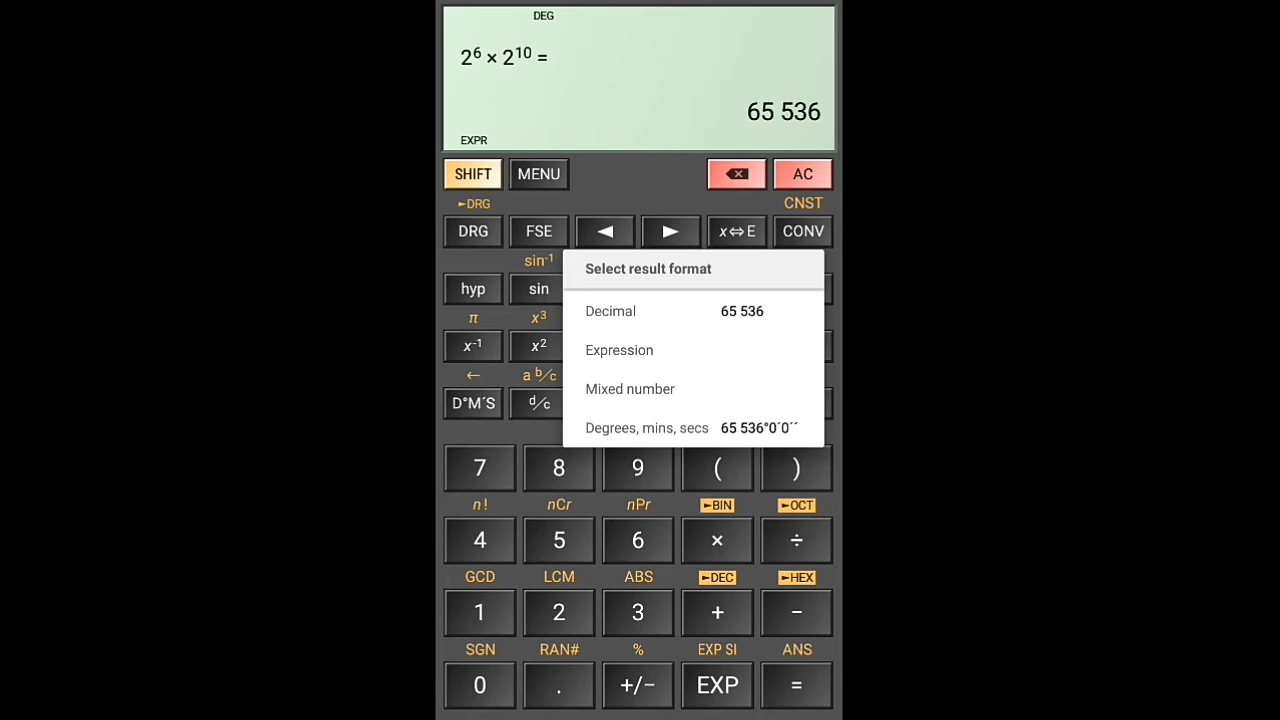 DEG
2⁶ × 2¹⁰ =
65 536
EXPR
SHIFT MENU AC
►DRG CNST
DRG FSE ◄ ► x⇔E CONV
sin⁻¹
Select result format
hyp sin
Decimal 65 536
π x³
x⁻¹ x²
Expression
← a b/c
Mixed number
D°M´S d/c
Degrees, mins, secs 65 536°0´0´´
7 8 9 ( )
n! nCr nPr ►BIN ►OCT
4 5 6 × ÷
GCD LCM ABS ►DEC ►HEX
1 2 3 + −
SGN RAN# % EXP SI ANS
0 . +/− EXP =